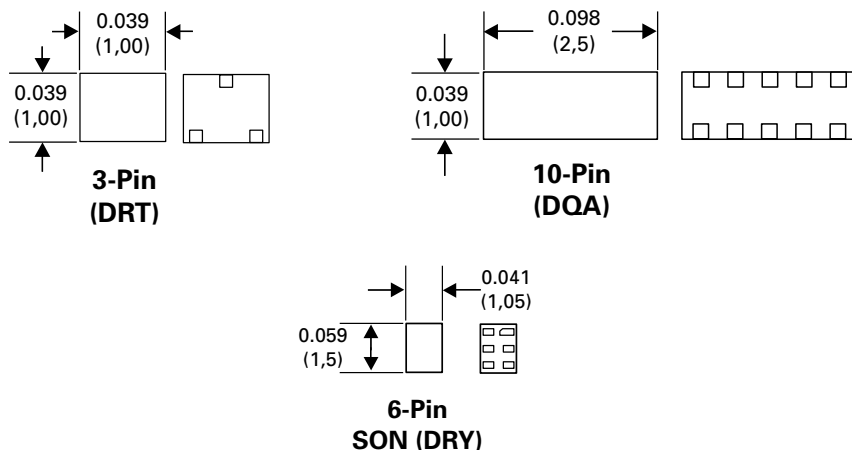 0.039
(1,00)
0.039
(1,00)
3-Pin
(DRT)
0.098
(2,5)
0.039
(1,00)
10-Pin
(DQA)
0.041
(1,05)
0.059
(1,5)
6-Pin
SON (DRY)